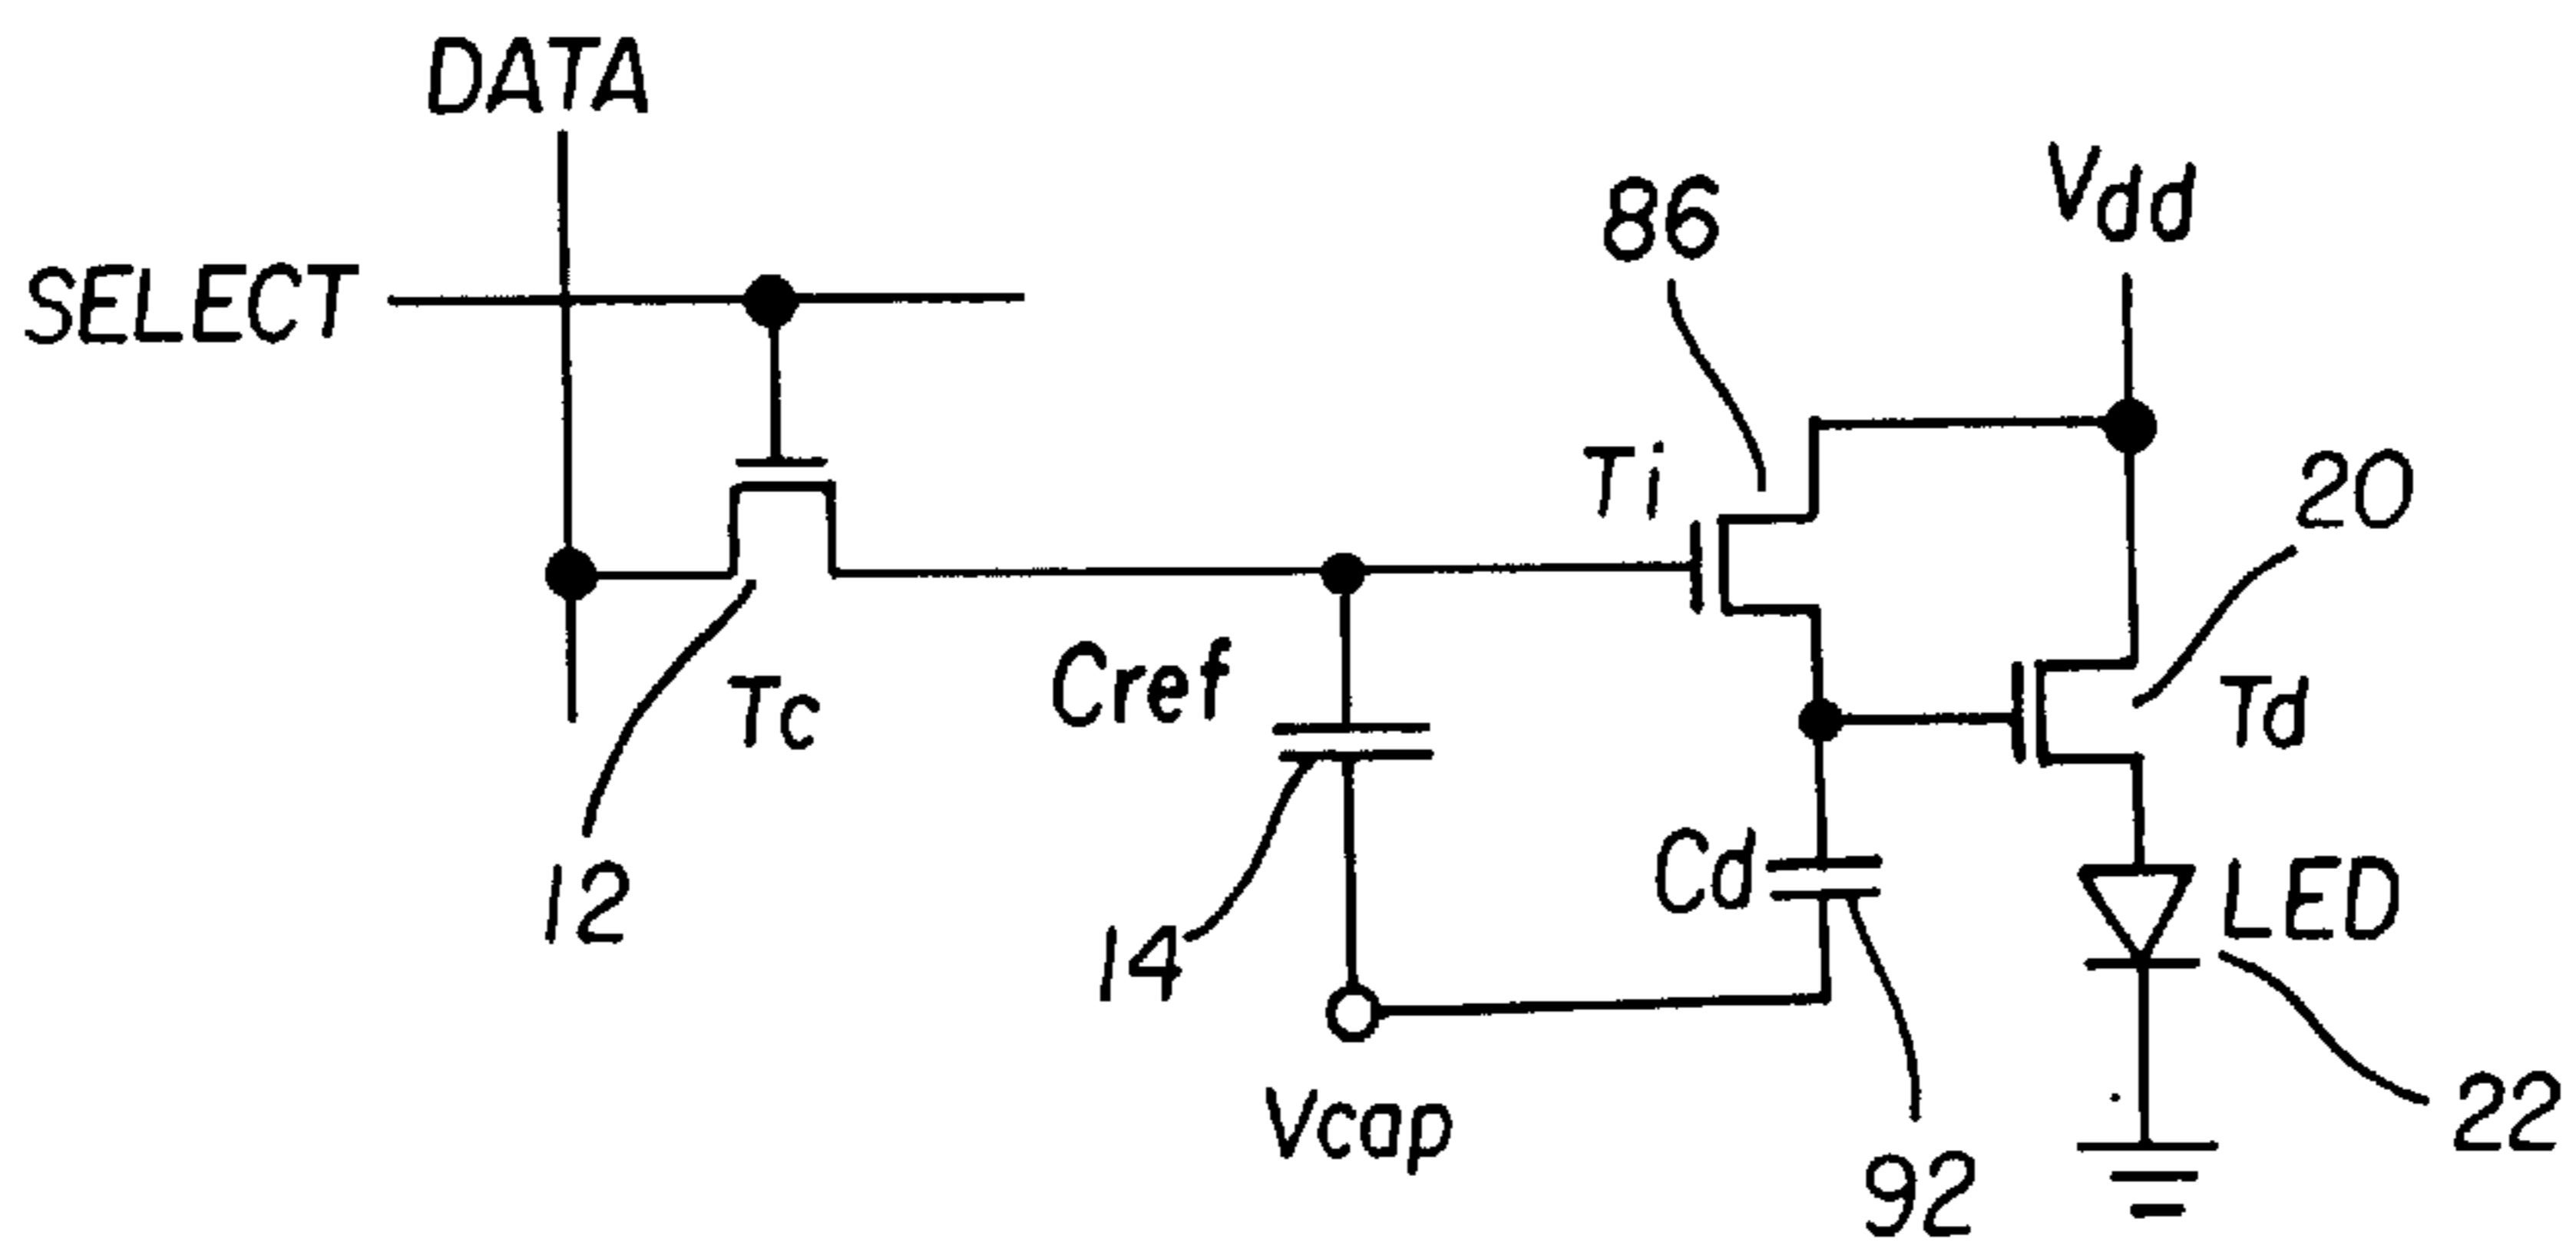 DATA
SELECT
86
Vdd
Ti
20
Cref
Tc
Td
Cd
LED
12
14
Vcap
22
92